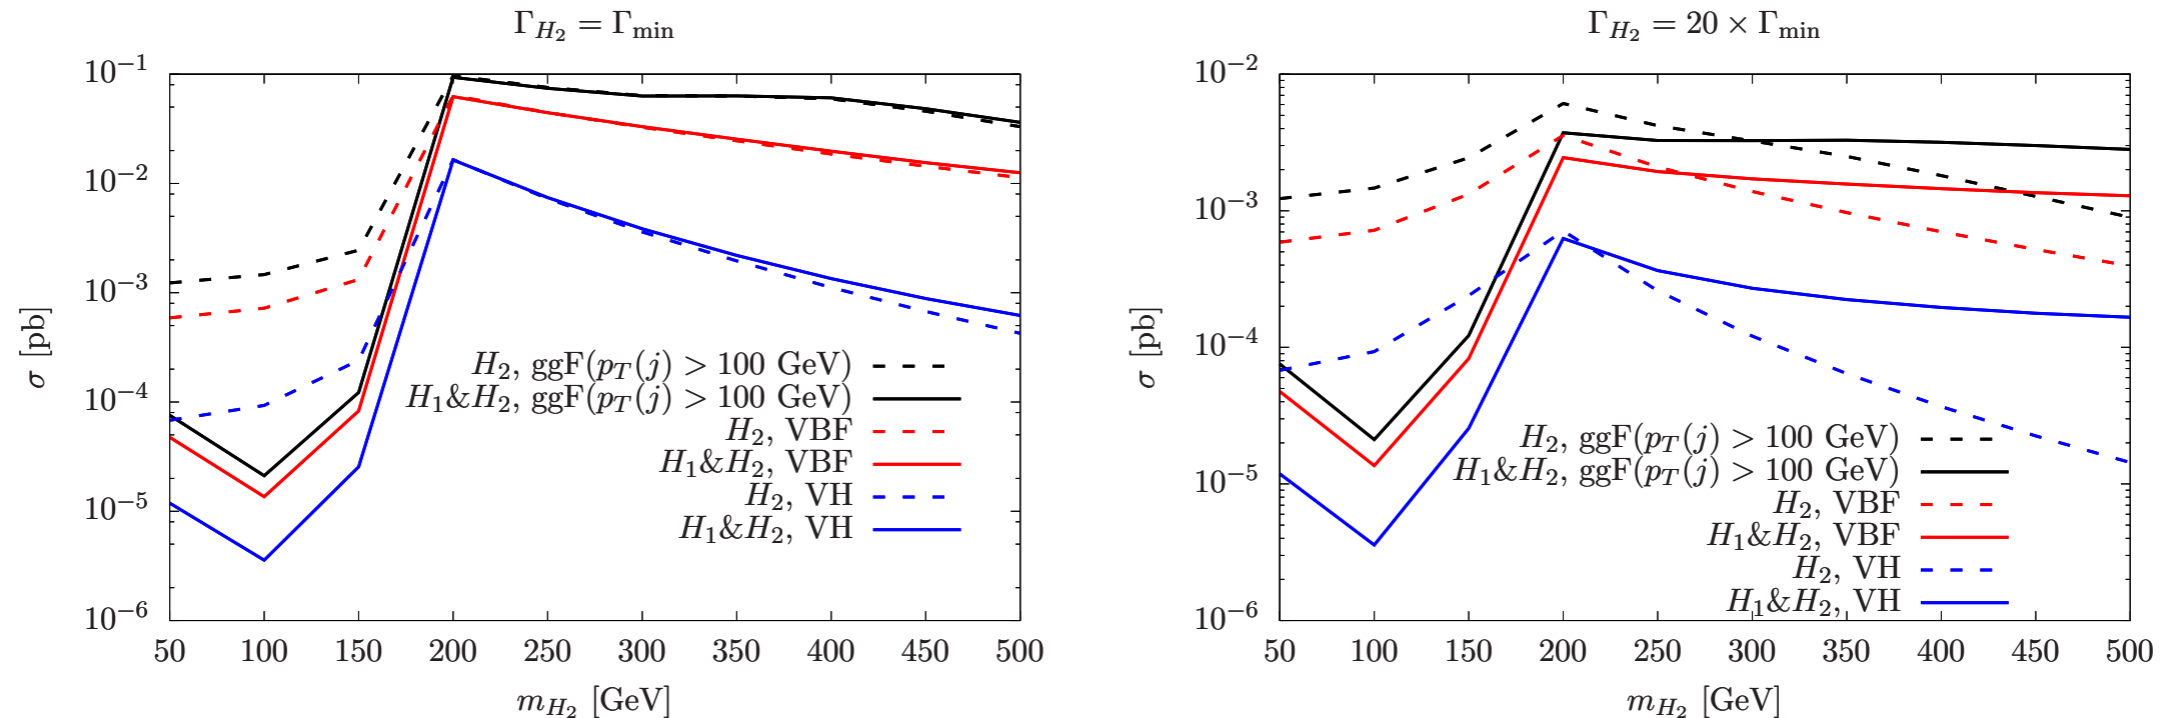 Γ_{H_2} = Γ_{min}
10^{-1}
10^{-2}
10^{-3}
10^{-4}
10^{-5}
10^{-6}
σ [pb]
H_2, ggF(p_T(j) > 100 GeV)
H_1&H_2, ggF(p_T(j) > 100 GeV)
H_2, VBF
H_1&H_2, VBF
H_2, VH
H_1&H_2, VH
50 100 150 200 250 300 350 400 450 500
m_{H_2} [GeV]
Γ_{H_2} = 20 × Γ_{min}
10^{-2}
10^{-3}
10^{-4}
10^{-5}
10^{-6}
σ [pb]
H_2, ggF(p_T(j) > 100 GeV)
H_1&H_2, ggF(p_T(j) > 100 GeV)
H_2, VBF
H_1&H_2, VBF
H_2, VH
H_1&H_2, VH
50 100 150 200 250 300 350 400 450 500
m_{H_2} [GeV]